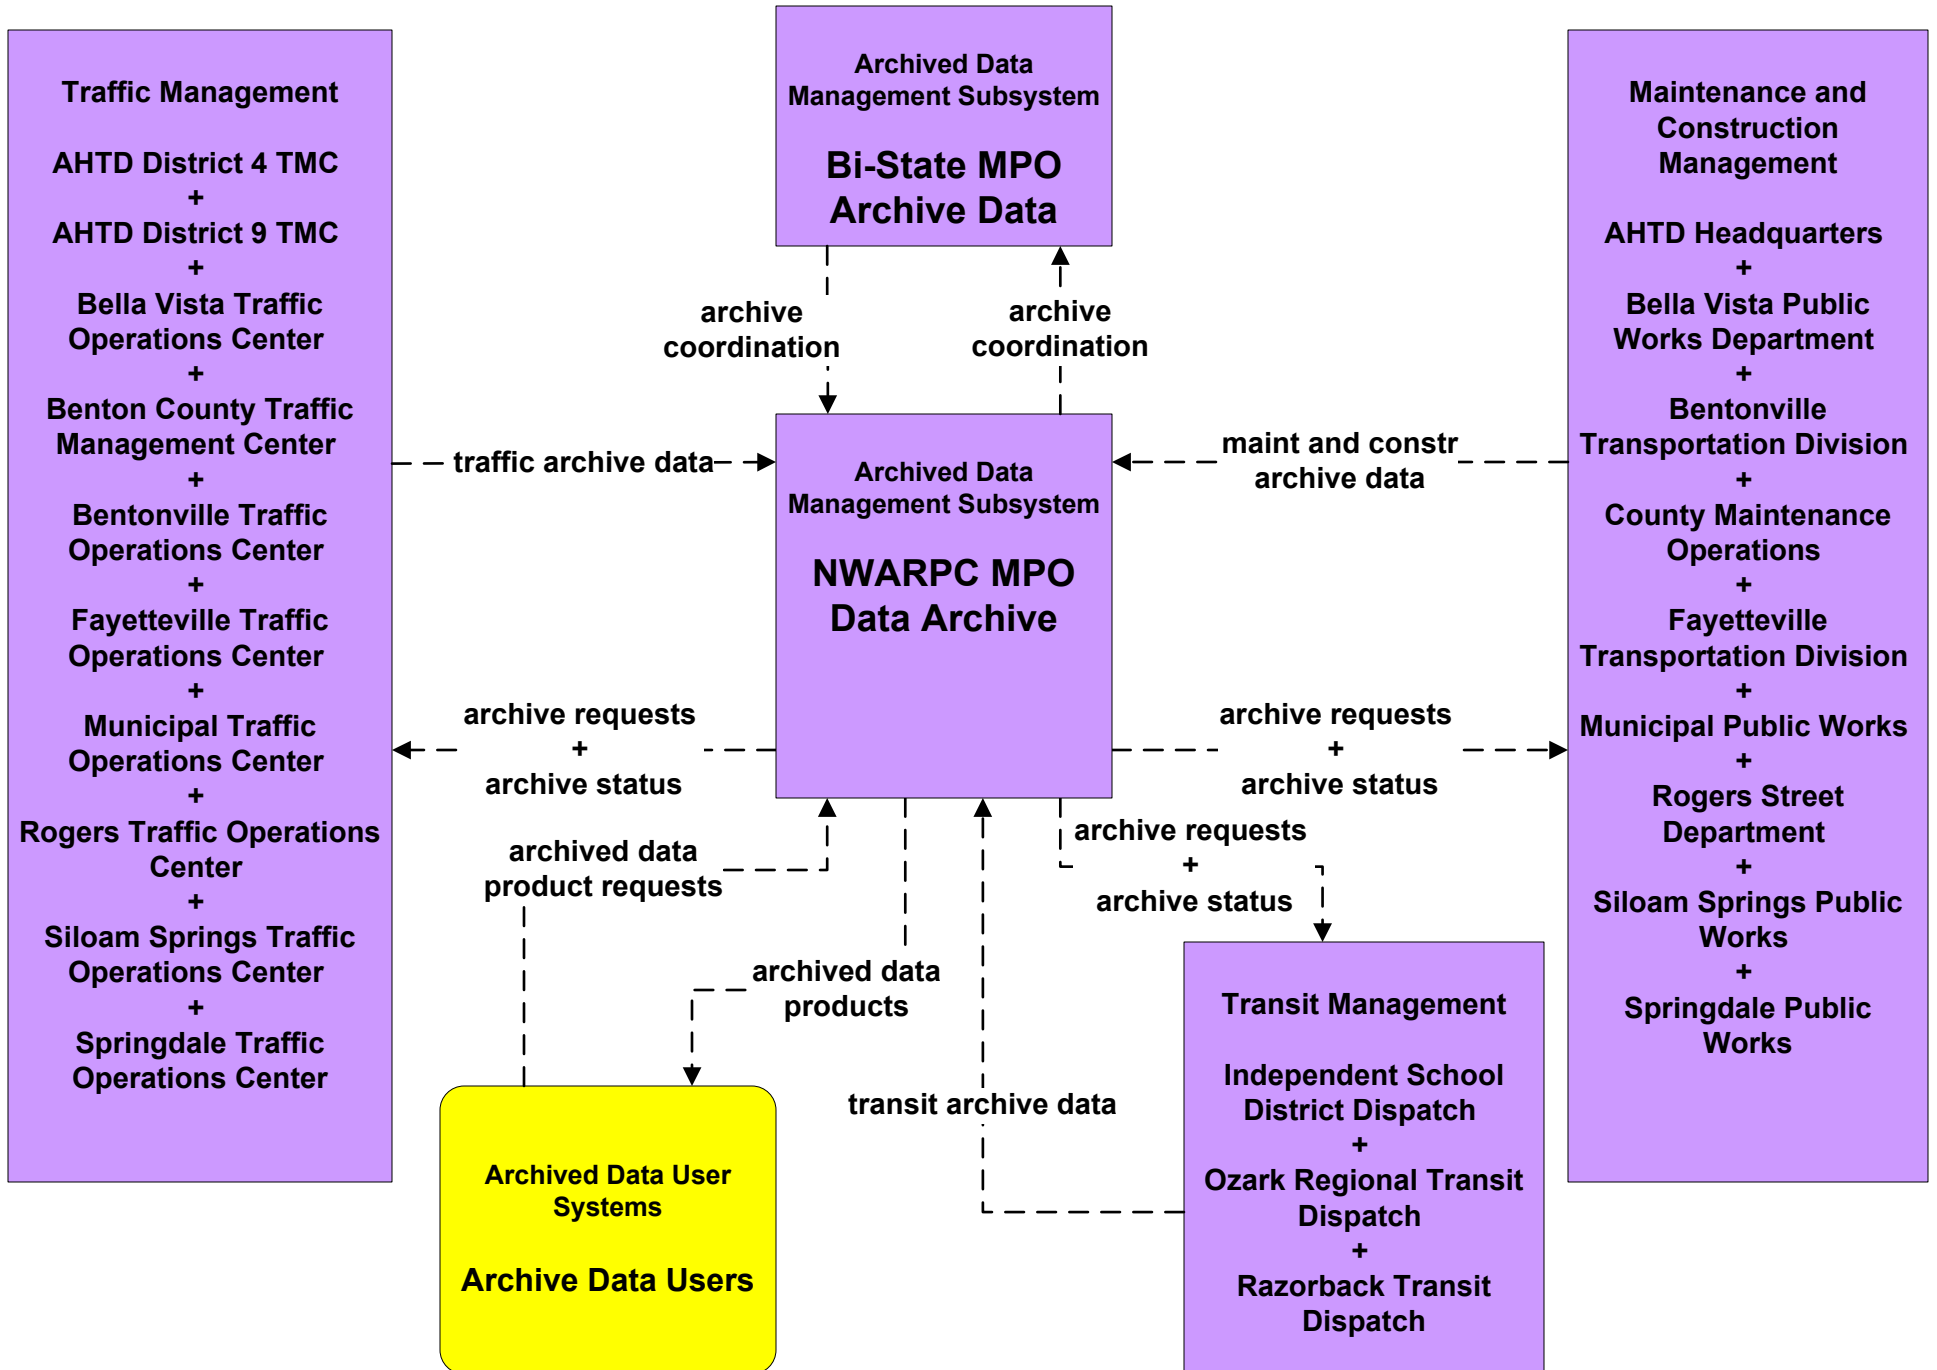 Traffic Management
AHTD District 4 TMC
+
AHTD District 9 TMC
+
Bella Vista Traffic
Operations Center
+
Benton County Traffic
Management Center
+
Bentonville Traffic
Operations Center
+
Fayetteville Traffic
Operations Center
+
Municipal Traffic
Operations Center
+
Rogers Traffic Operations
Center
+
Siloam Springs Traffic
Operations Center
+
Springdale Traffic
Operations Center
Archived Data
Management Subsystem
Bi-State MPO
Archive Data
archive
coordination
archive
coordination
traffic archive data
Archived Data
Management Subsystem
NWARPC MPO
Data Archive
maint and constr
archive data
archive requests
+
archive status
archive requests
+
archive status
archived data
product requests
archive requests
+
archive status
archived data
products
transit archive data
Archived Data User
Systems
Archive Data Users
Transit Management
Independent School
District Dispatch
+
Ozark Regional Transit
Dispatch
+
Razorback Transit
Dispatch
Maintenance and
Construction
Management
AHTD Headquarters
+
Bella Vista Public
Works Department
+
Bentonville
Transportation Division
+
County Maintenance
Operations
+
Fayetteville
Transportation Division
+
Municipal Public Works
+
Rogers Street
Department
+
Siloam Springs Public
Works
+
Springdale Public
Works